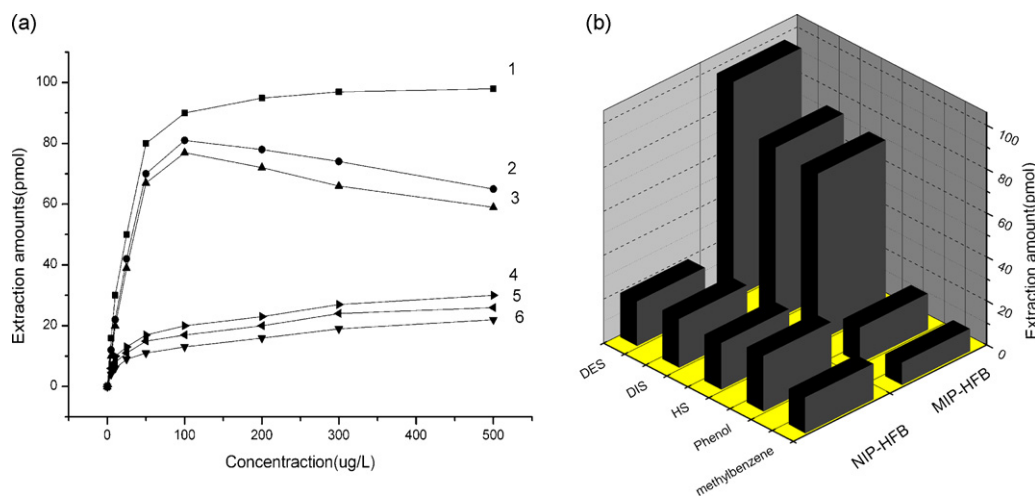 (a)
Extraction amounts(pmol)
100
80
60
40
20
0
1
2
3
4
5
6
0
100
200
300
400
500
Concentraction(ug/L)
(b)
100
80
60
40
20
0
Extraction amount(pmol)
DES
DIS
HS
Phenol
methylbenzene
NIP-HFB
MIP-HFB